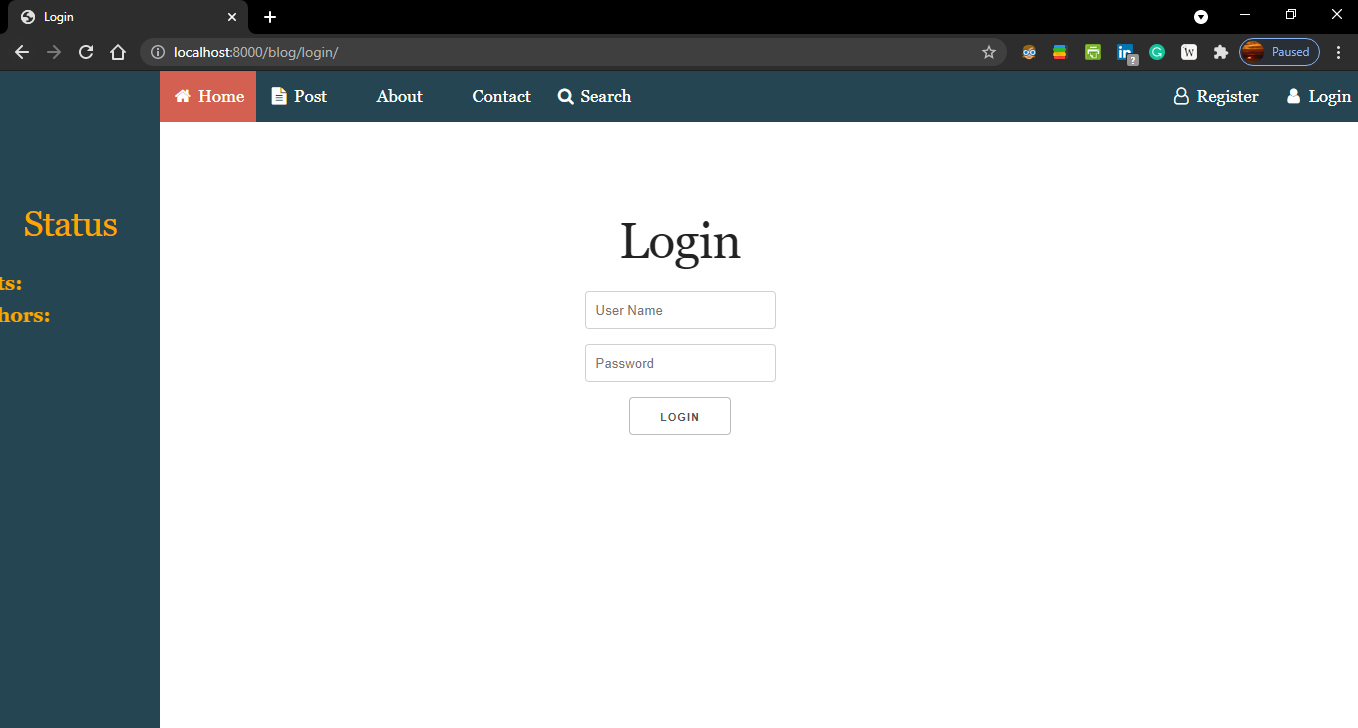 Login
localhost:8000/blog/login/
W
Paused
Home Post About Contact Search Register Login
Status
ts:
hors:
Login
User Name
Password
LOGIN